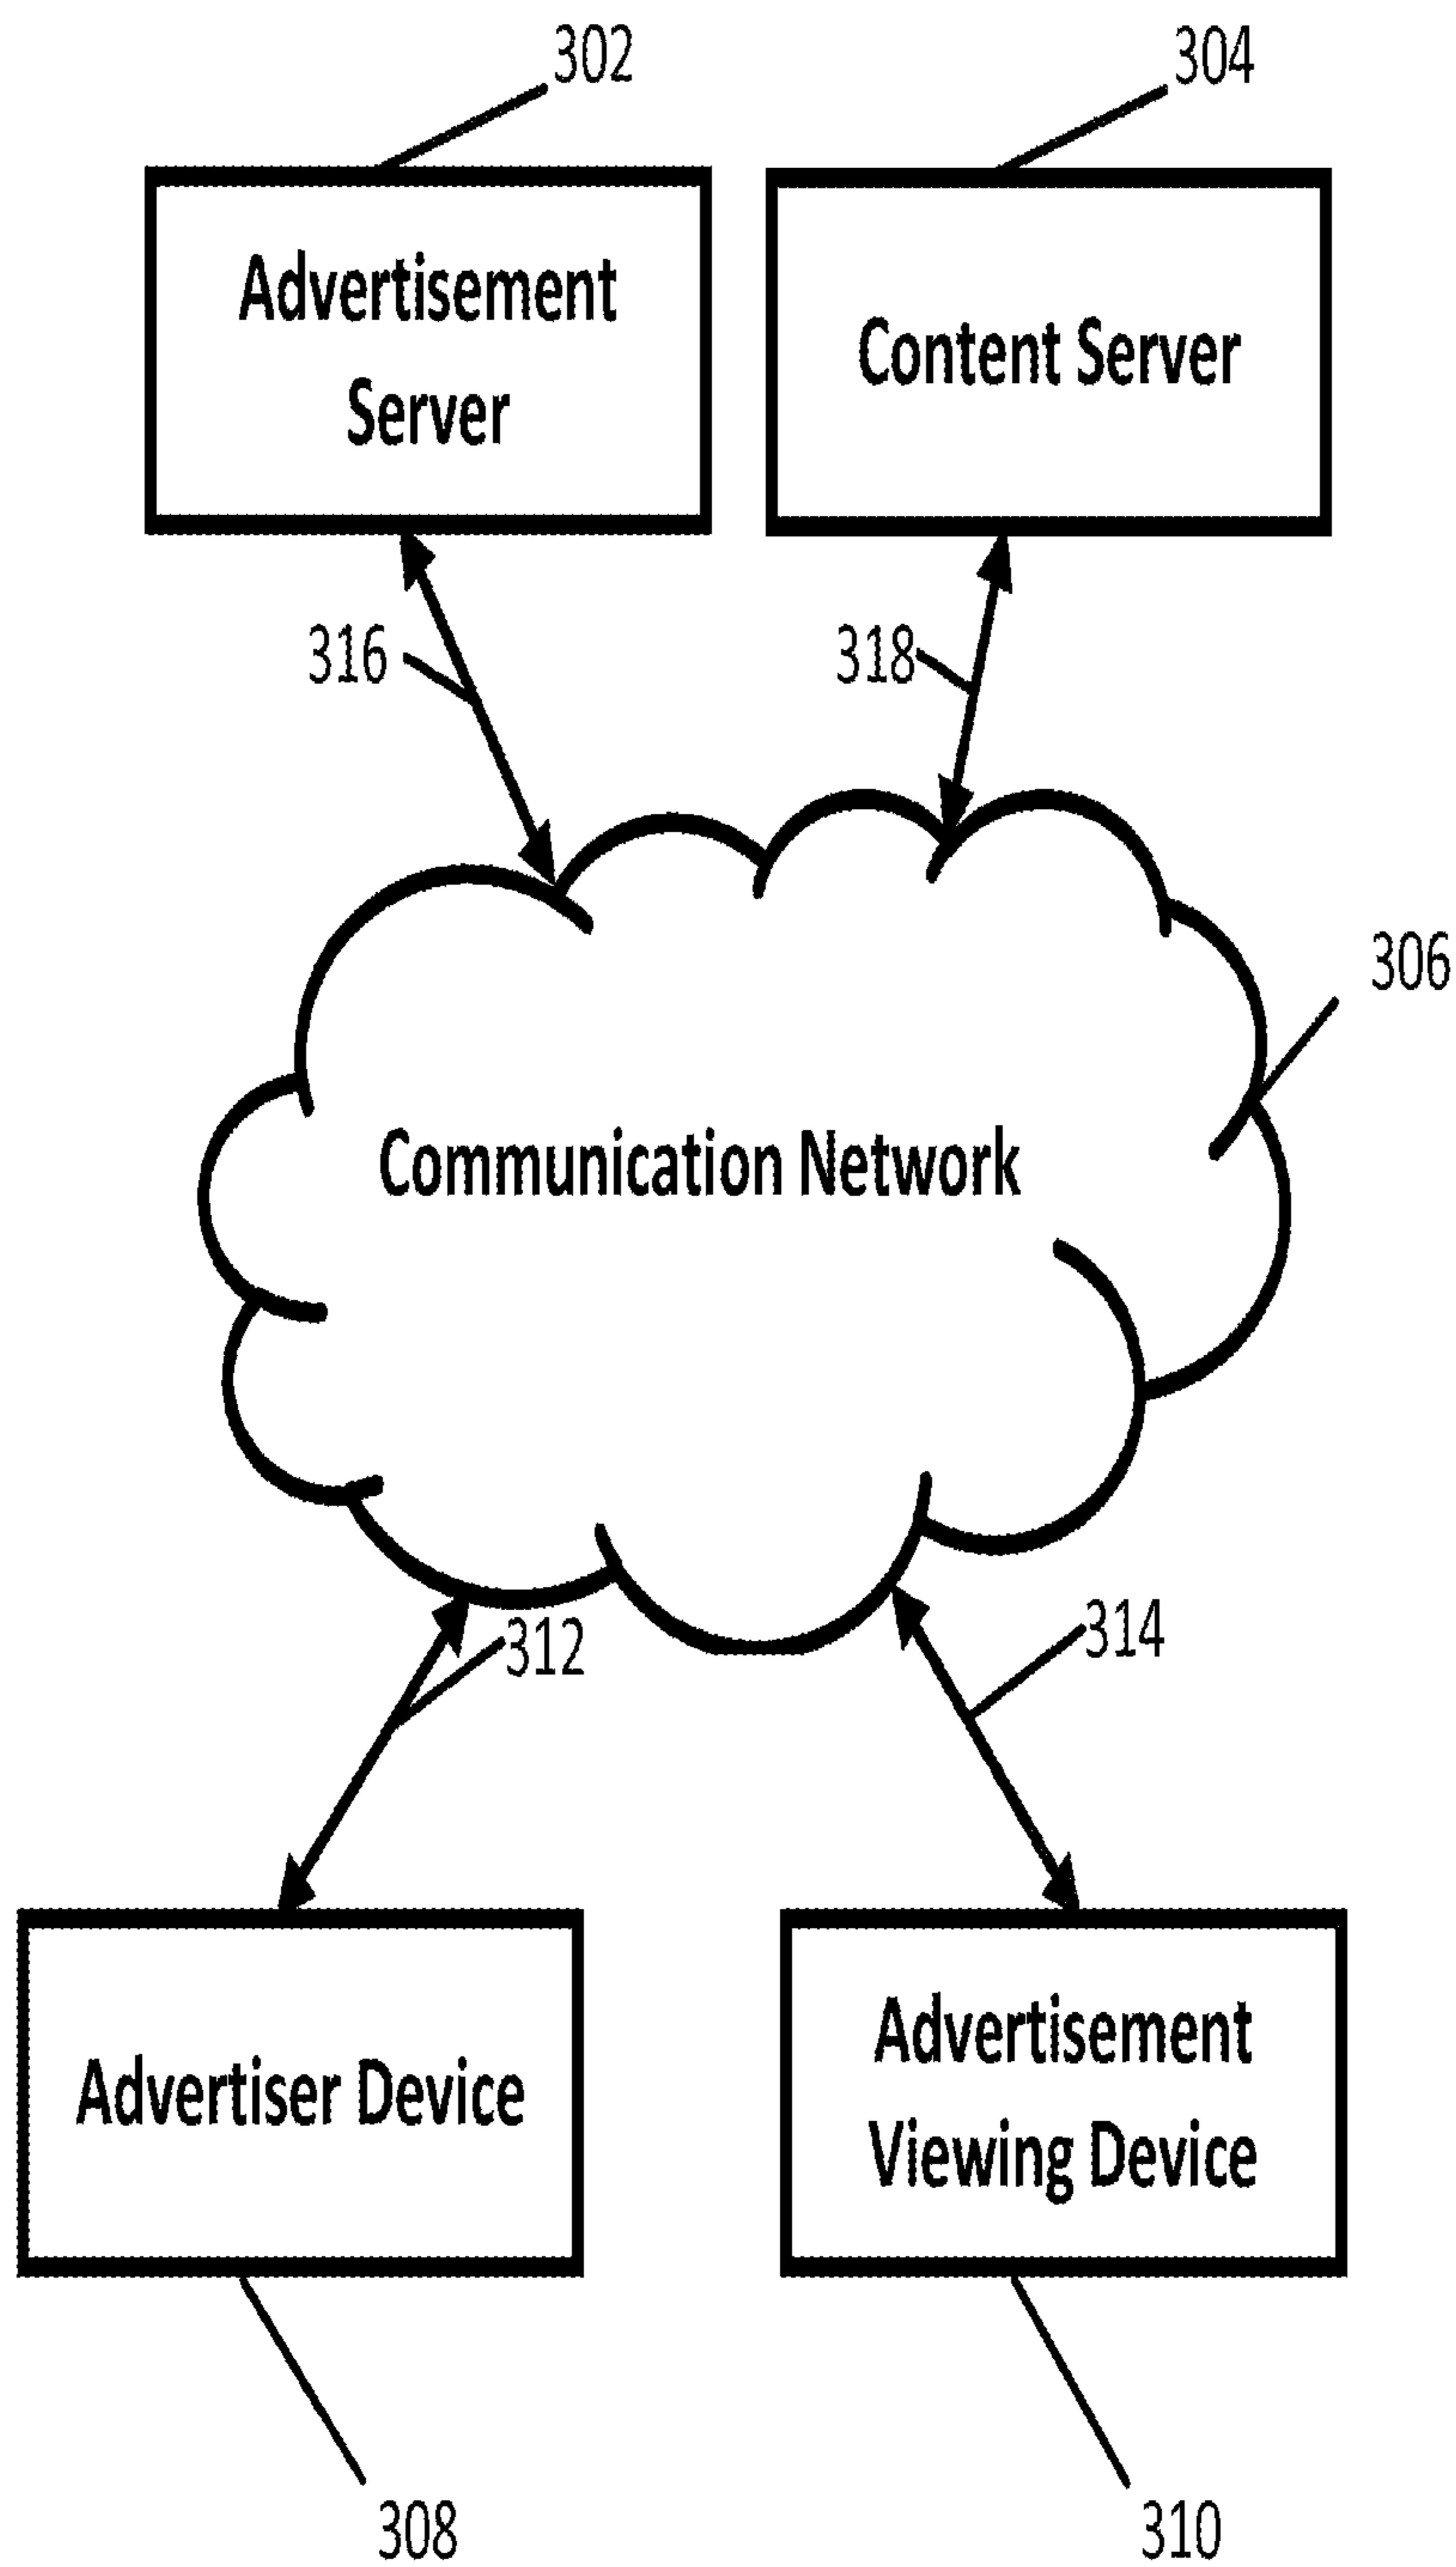 302
304
Advertisement
Server
Content Server
316
318
306
Communication Network
312
314
Advertiser Device
Advertisement
Viewing Device
308
310